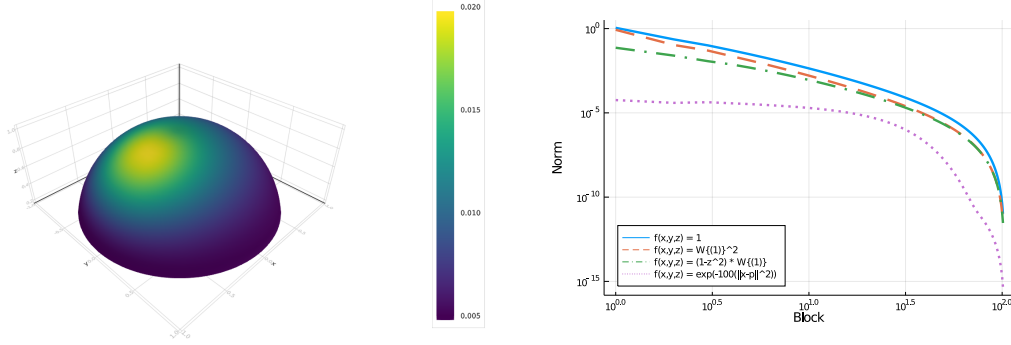 0.020
0.015
0.010
0.005
z
y
x
1.0
10^0
10^-5
10^-10
10^-15
Norm
f(x,y,z) = 1
f(x,y,z) = W{(1)}^2
f(x,y,z) = (1-z^2) * W{(1)}
f(x,y,z) = exp(-100(||x-p||^2))
10^0.0
10^0.5
10^1.0
10^1.5
10^2.0
Block